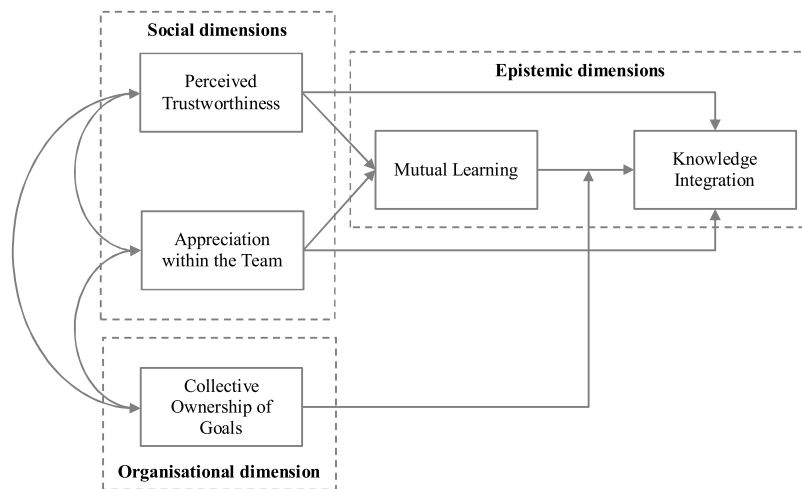 Social dimensions
Perceived
Trustworthiness
Epistemic dimensions
Mutual Learning
Knowledge
Integration
Appreciation
within the Team
Collective
Ownership of
Goals
Organisational dimension